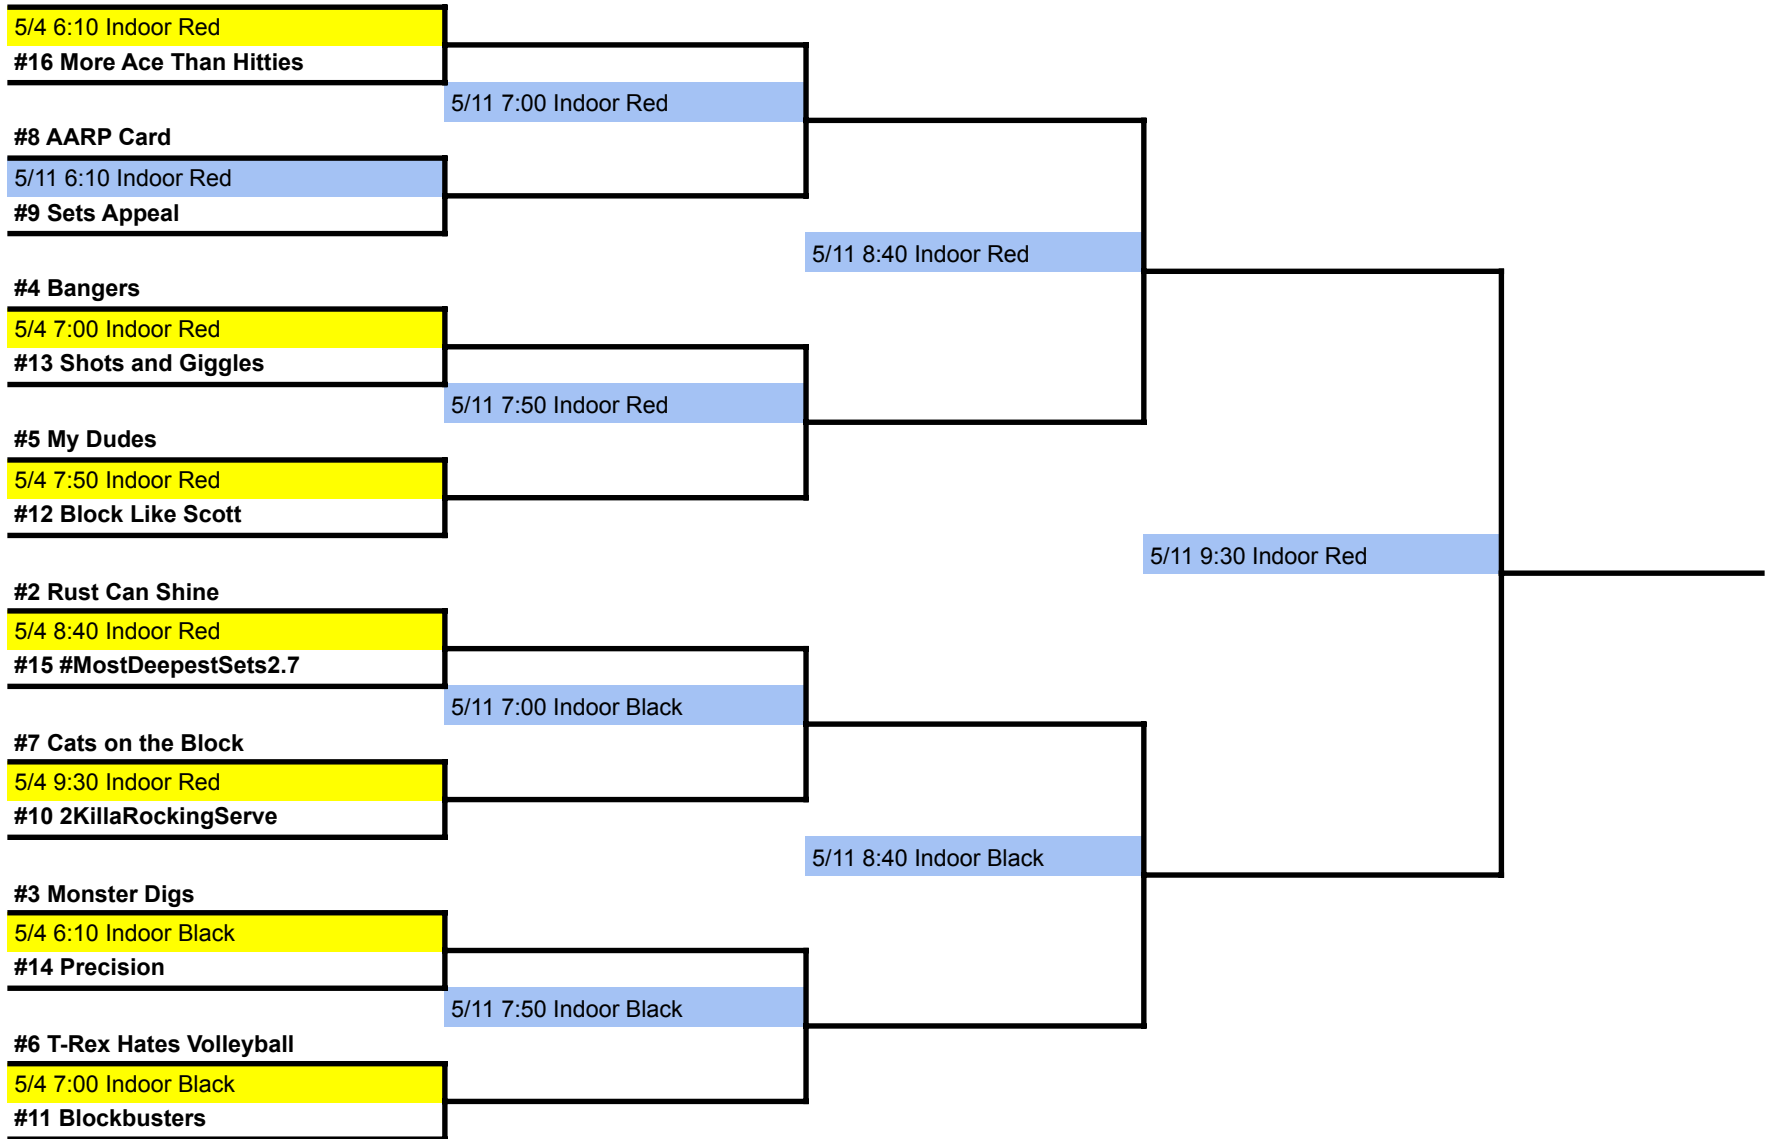 5/4 6:10 Indoor Red
#16 More Ace Than Hitties
5/11 7:00 Indoor Red
#8 AARP Card
5/11 6:10 Indoor Red
#9 Sets Appeal
5/11 8:40 Indoor Red
#4 Bangers
5/4 7:00 Indoor Red
#13 Shots and Giggles
5/11 7:50 Indoor Red
#5 My Dudes
5/4 7:50 Indoor Red
#12 Block Like Scott
5/11 9:30 Indoor Red
#2 Rust Can Shine
5/4 8:40 Indoor Red
#15 #MostDeepestSets2.7
5/11 7:00 Indoor Black
#7 Cats on the Block
5/4 9:30 Indoor Red
#10 2KillaRockingServe
5/11 8:40 Indoor Black
#3 Monster Digs
5/4 6:10 Indoor Black
#14 Precision
5/11 7:50 Indoor Black
#6 T-Rex Hates Volleyball
5/4 7:00 Indoor Black
#11 Blockbusters